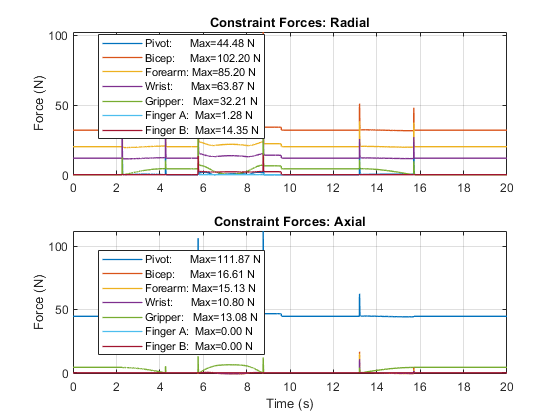 Constraint Forces: Radial
100
50
0
Force (N)
Pivot: Max=44.48 N
Bicep: Max=102.20 N
Forearm: Max=85.20 N
Wrist: Max=63.87 N
Gripper: Max=32.21 N
Finger A: Max=1.28 N
Finger B: Max=14.35 N
0 2 4 6 8 10 12 14 16 18 20
Constraint Forces: Axial
100
50
0
Force (N)
Pivot: Max=111.87 N
Bicep: Max=16.61 N
Forearm: Max=15.13 N
Wrist: Max=10.80 N
Gripper: Max=13.08 N
Finger A: Max=0.00 N
Finger B: Max=0.00 N
0 2 4 6 8 10 12 14 16 18 20
Time (s)